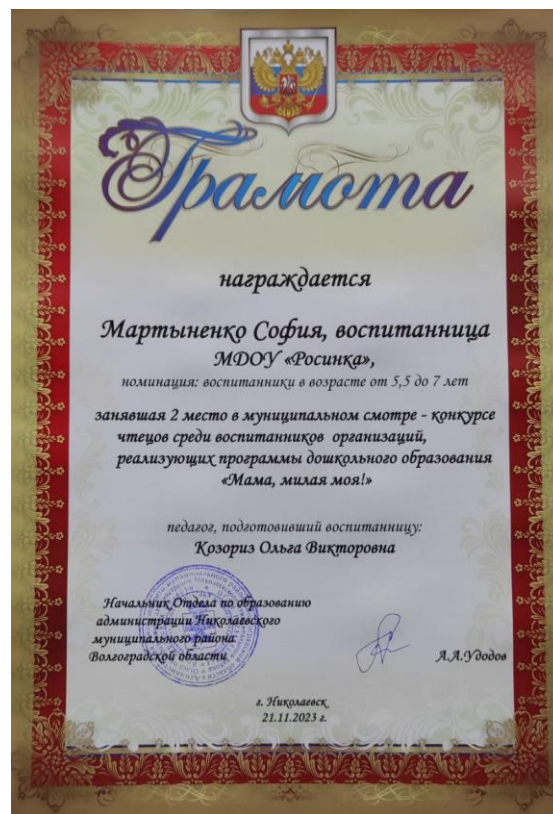 Грамота
награждается
Мартыненко София, воспитанница
МДОУ «Росинка»,
номинация: воспитанники в возрасте от 5,5 до 7 лет
занявшая 2 место в муниципальном смотре - конкурсе
чтецов среди воспитанников организаций,
реализующих программы дошкольного образования
«Мама, милая моя!»
педагог, подготовивший воспитанницу:
Козориз Ольга Викторовна
Начальник Отдела по образованию
администрации Николаевского
муниципального района
Волгоградской области
А.А.Удодов
г. Николаевск
21.11.2023 г.